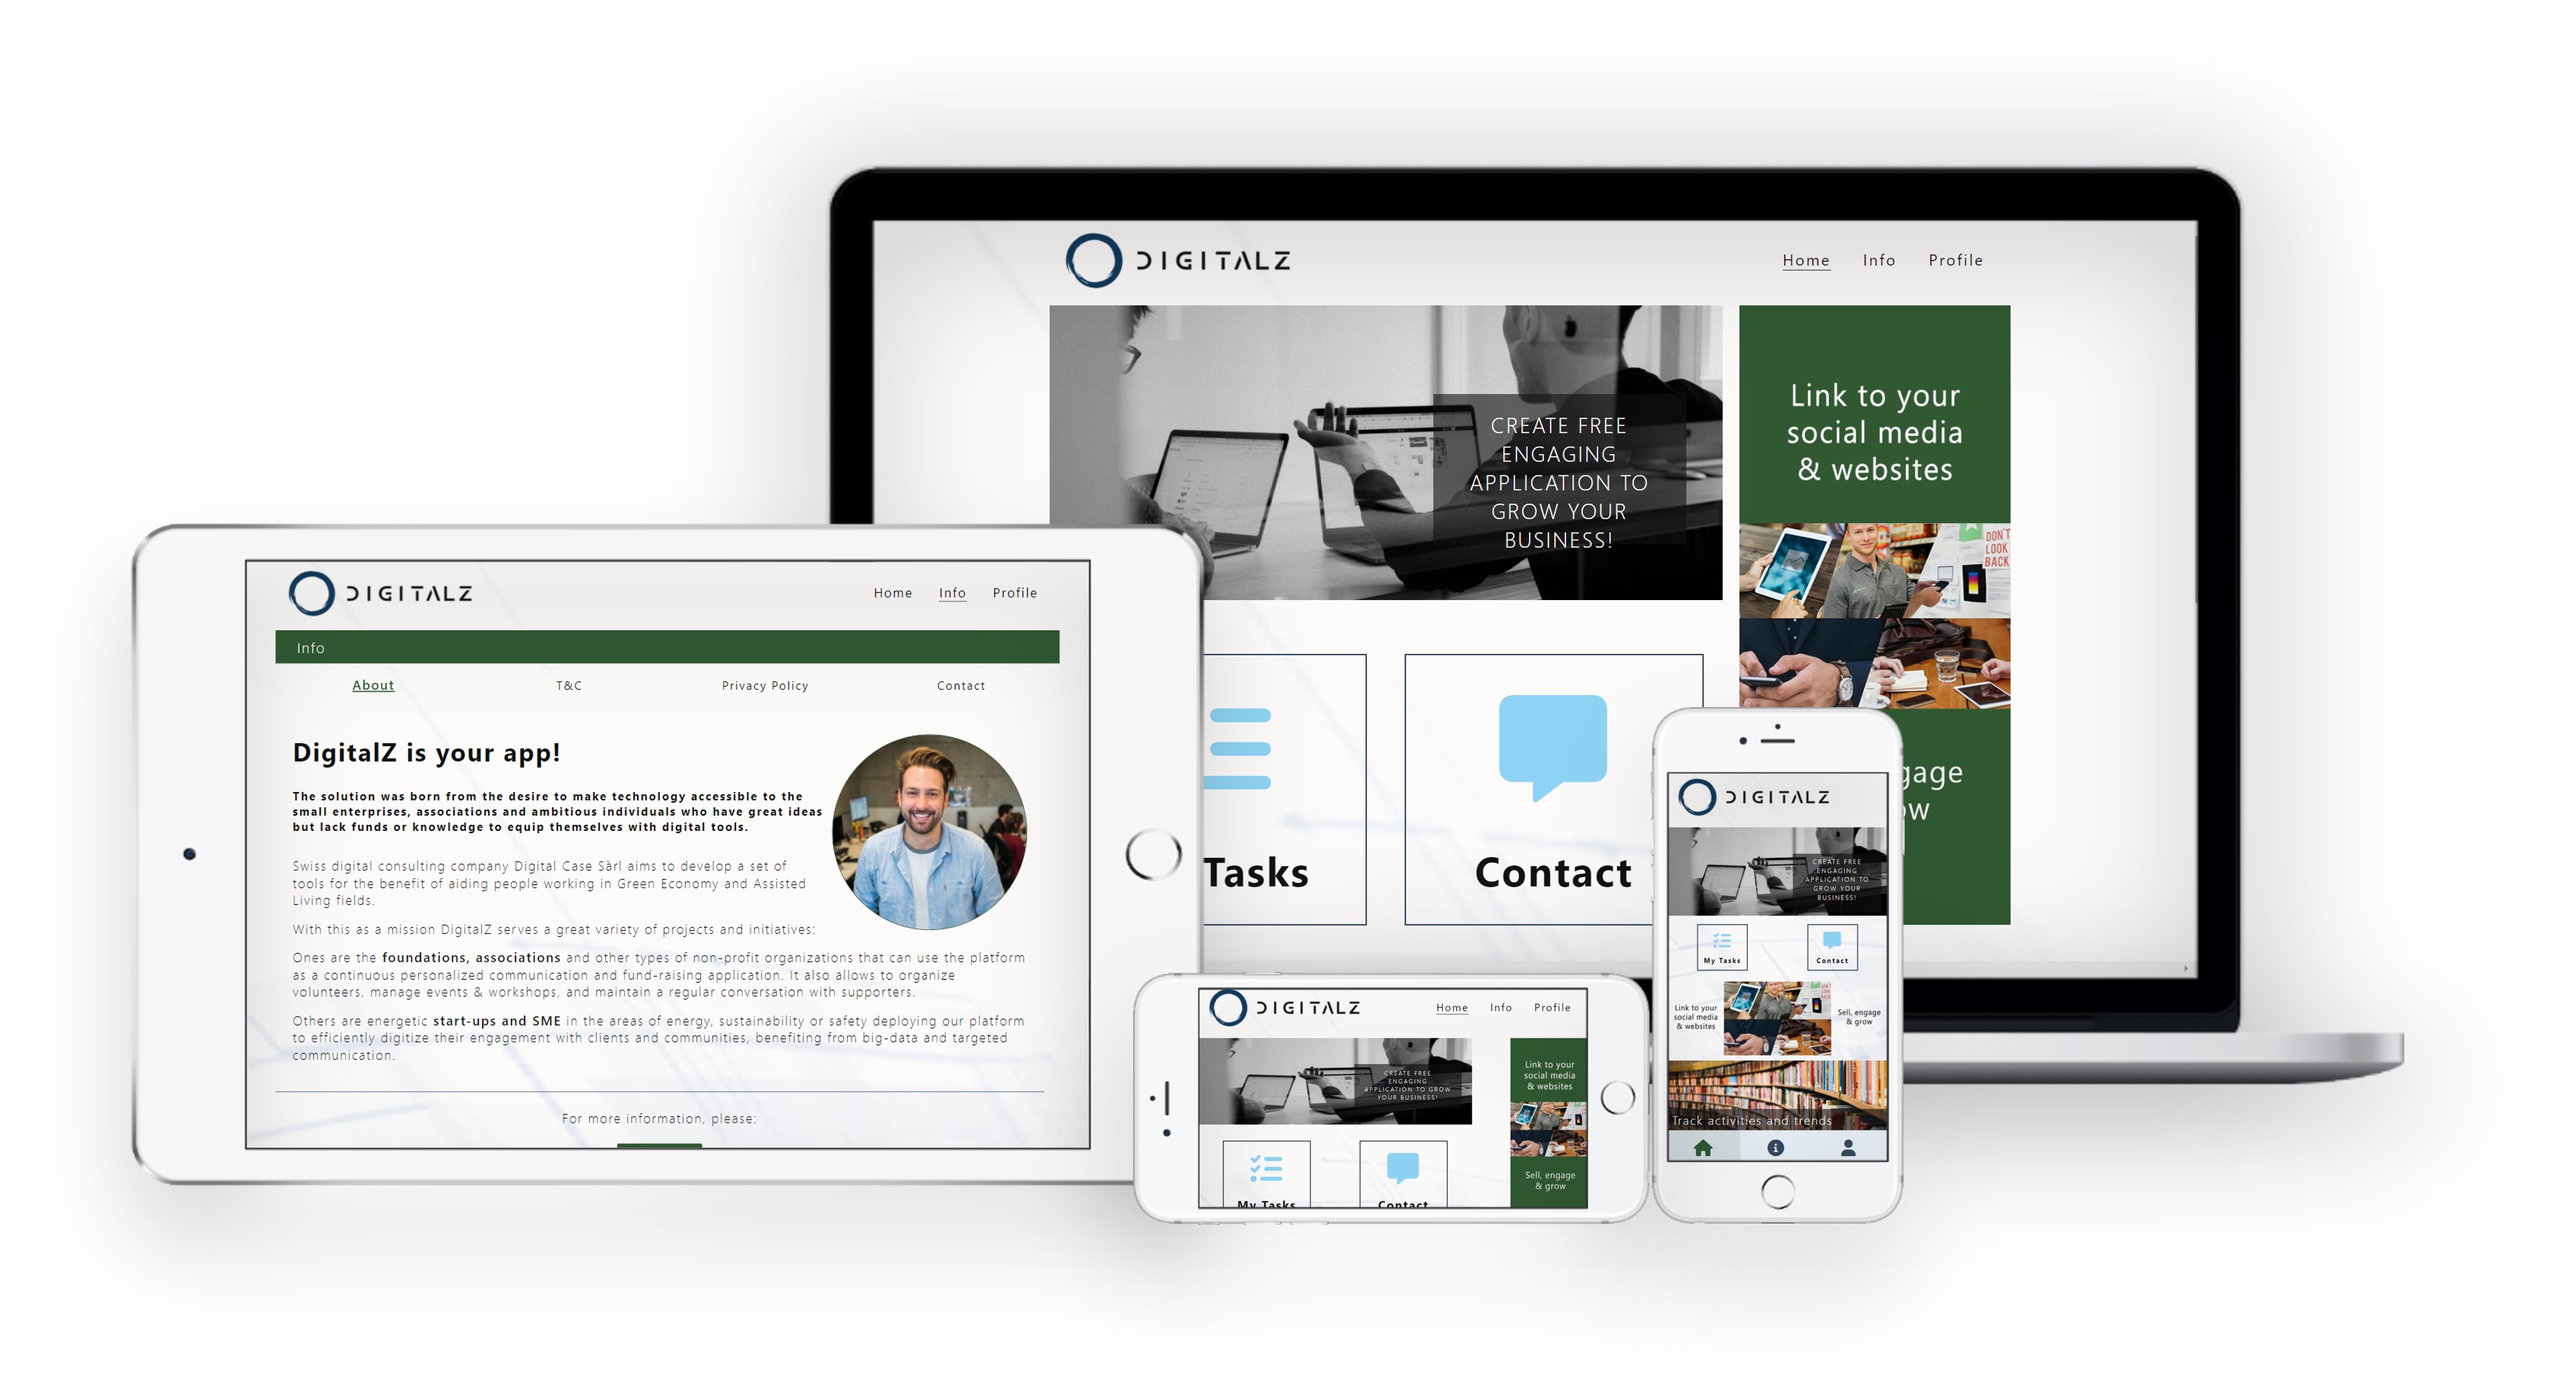 DIGITALZ
Home Info Profile
CREATE FREE
ENGAGING
APPLICATION TO
GROW YOUR
BUSINESS!
Link to your
social media
& websites
DON'T
LOOK
BACK
Tasks
Contact
DIGITALZ
Home Info Profile
Info
About T&C Privacy Policy Contact
DigitalZ is your app!
The solution was born from the desire to make technology accessible to the
small enterprises, associations and ambitious individuals who have great ideas
but lack funds or knowledge to equip themselves with digital tools.
Swiss digital consulting company Digital Case Sàrl aims to develop a set of
tools for the benefit of aiding people working in Green Economy and Assisted
Living fields.
With this as a mission DigitalZ serves a great variety of projects and initiatives:
Ones are the foundations, associations and other types of non-profit organizations that can use the platform
as a continuous personalized communication and fund-raising application. It also allows to organize
volunteers, manage events & workshops, and maintain a regular conversation with supporters.
Others are energetic start-ups and SME in the areas of energy, sustainability or safety deploying our platform
to efficiently digitize their engagement with clients and communities, benefiting from big-data and targeted
communication.
For more information, please:
DIGITALZ
Home Info Profile
CREATE FREE
ENGAGING
APPLICATION TO GROW
YOUR BUSINESS!
Link to your
social media
& websites
Sell, engage
& grow
My Tasks
Contact
DIGITALZ
CREATE FREE
ENGAGING
APPLICATION TO
GROW YOUR
BUSINESS!
My Tasks
Contact
Link to your
social media
& websites
Sell, engage
& grow
Track activities and trends